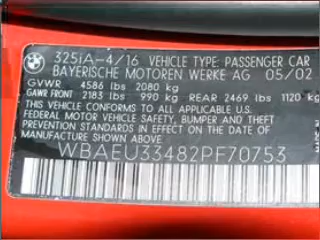 325iA-4/16 VEHICLE TYPE: PASSENGER CAR
BAYERISCHE MOTOREN WERKE AG 05/02
GVWR 4586 lbs 2080 kg
GAWR FRONT 2183 lbs 990 kg REAR 2469 lbs 1120 kg
THIS VEHICLE CONFORMS TO ALL APPLICABLE
FEDERAL MOTOR VEHICLE SAFETY, BUMPER
AND THEFT PREVENTION STANDARDS IN EFFECT
ON DATE OF MANUFACTURE SHOWN ABOVE.
WBAEU33482PF70753